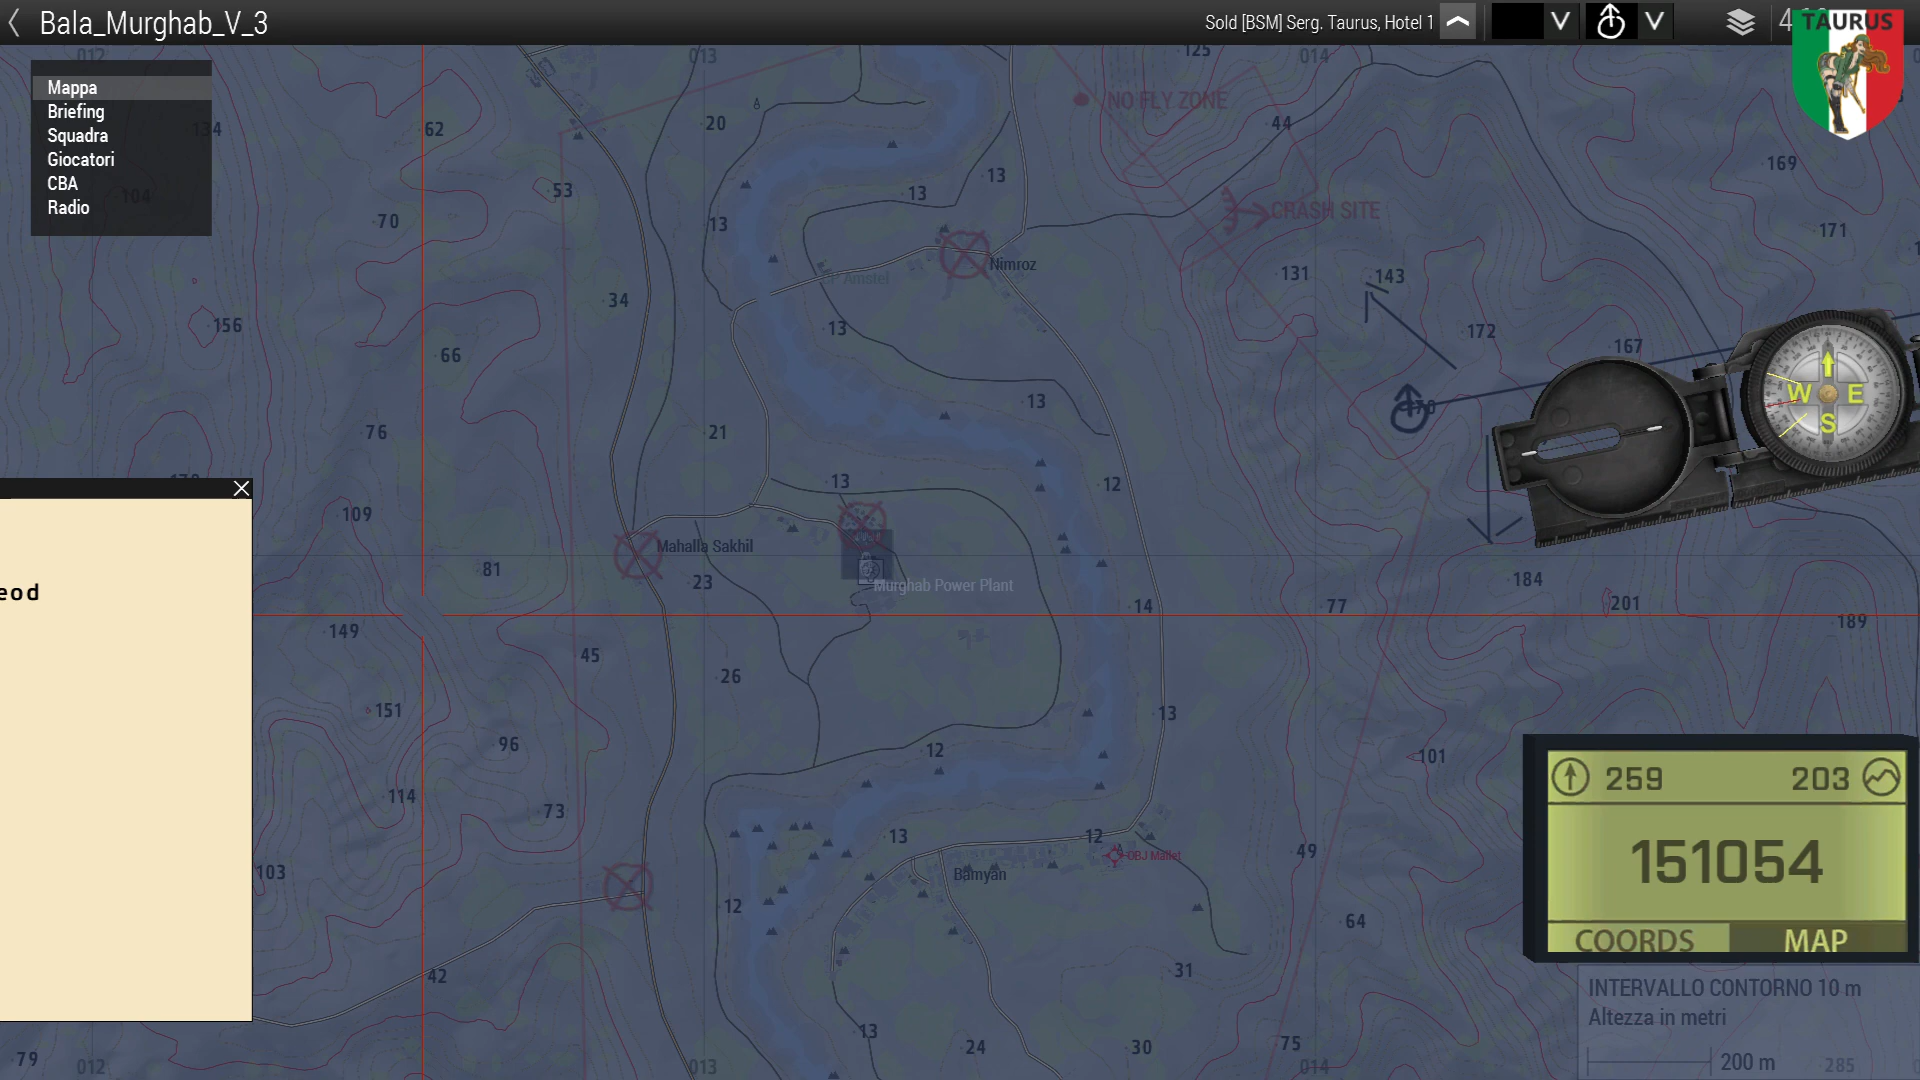 Bala_Murghab_V_3
Sold [BSM] Serg. Taurus, Hotel 1
TAURUS
Mappa
Briefing
Squadra
Giocatori
CBA
Radio
012
013
014
125
NO FLY ZONE
134
62
20
44
169
104
53
13
13
70
13
CRASH SITE
171
Nimroz
131
143
Amstel
34
156
13
172
66
167
W E
S
13
76
21
13
12
109
Mahalla Sakhil
81
23
Murghab Power Plant
184
eod
14
77
201
189
149
45
26
151
13
96
12
101
259
203
114
73
13
12
49
151054
OBJ Mallet
103
Bamyan
12
64
COORDS
MAP
42
31
INTERVALLO CONTORNO 10 m
Altezza in metri
13
24
30
75
79
012
013
014
200 m
285